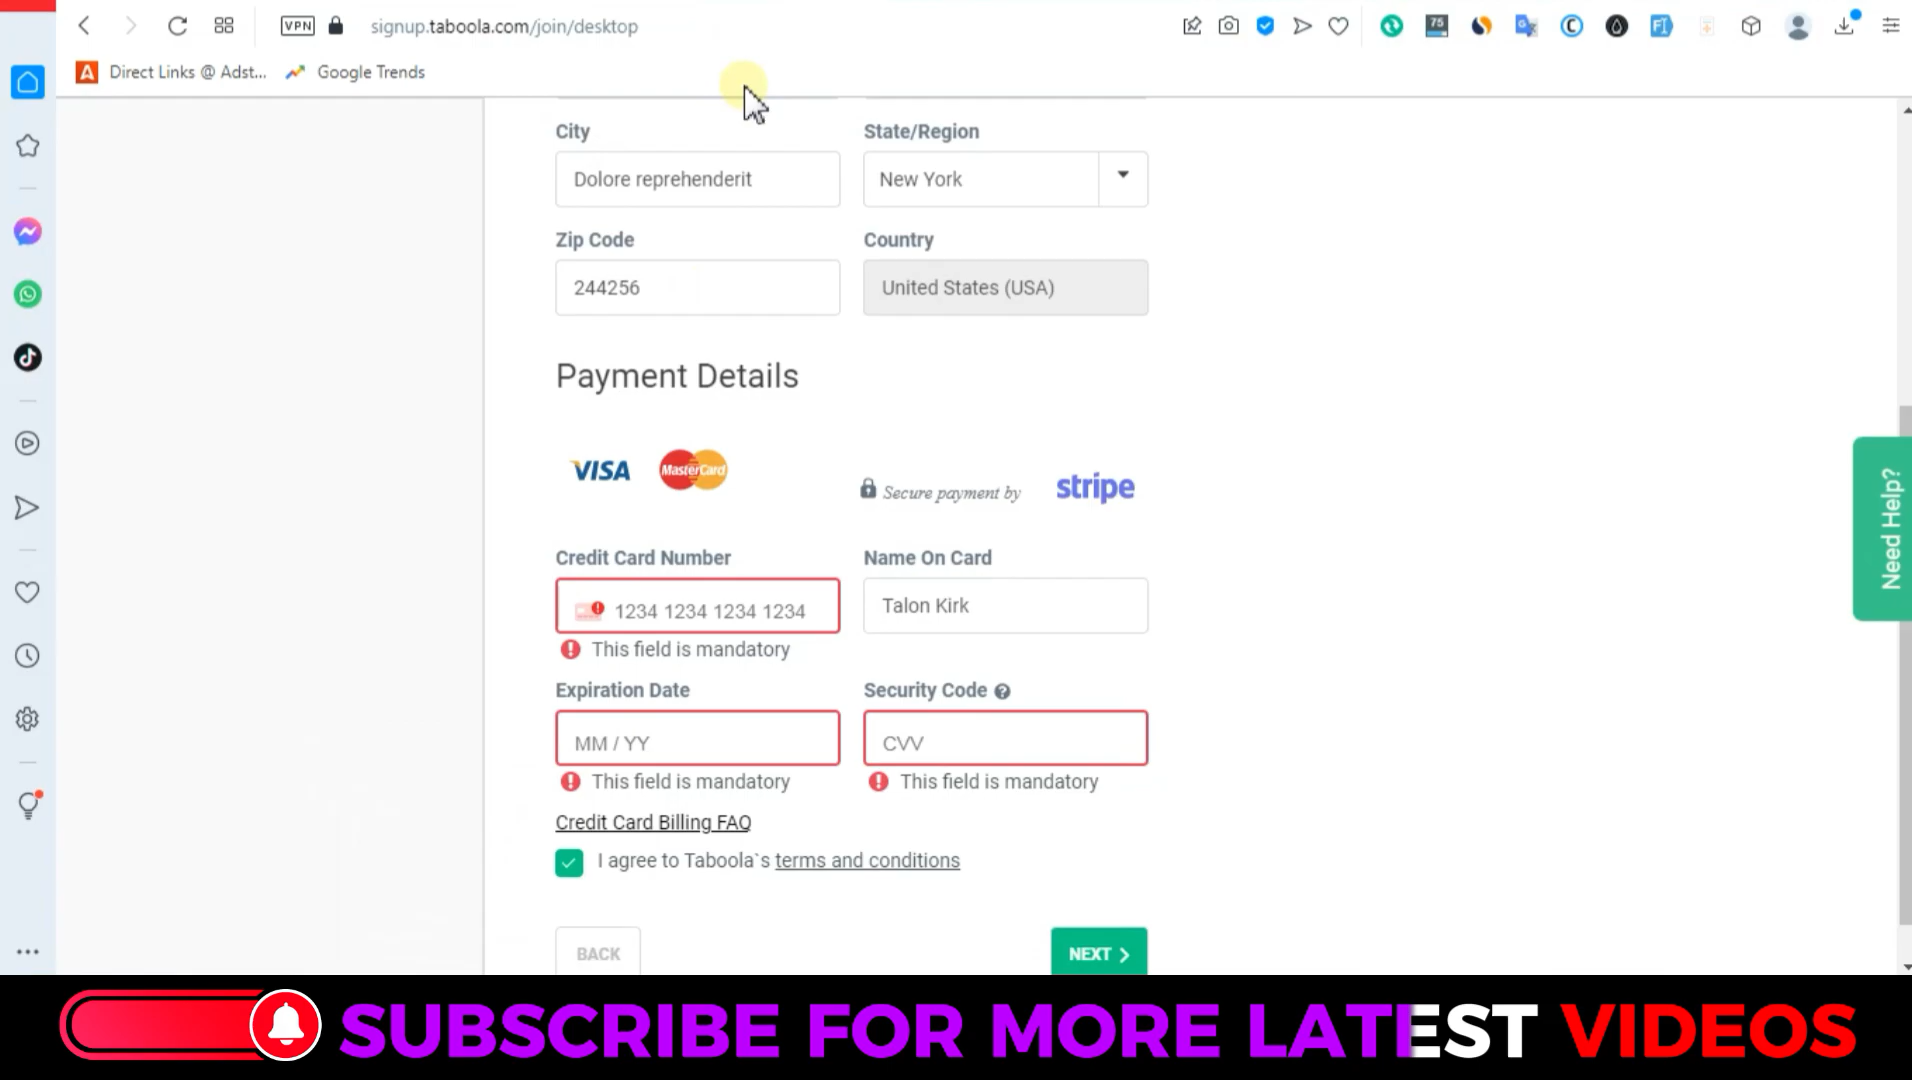 VPN signup.taboola.com/join/desktop 75
A Direct Links @ Adst... Google Trends
City State/Region
Dolore reprehenderit New York
Zip Code Country
244256 United States (USA)
Payment Details
VISA MasterCard Secure payment by stripe
Need Help?
Credit Card Number Name On Card
1234 1234 1234 1234 Talon Kirk
This field is mandatory
Expiration Date Security Code ?
MM / YY CVV
This field is mandatory This field is mandatory
Credit Card Billing FAQ
I agree to Taboola`s terms and conditions
BACK NEXT
SUBSCRIBE FOR MORE LATEST VIDEOS